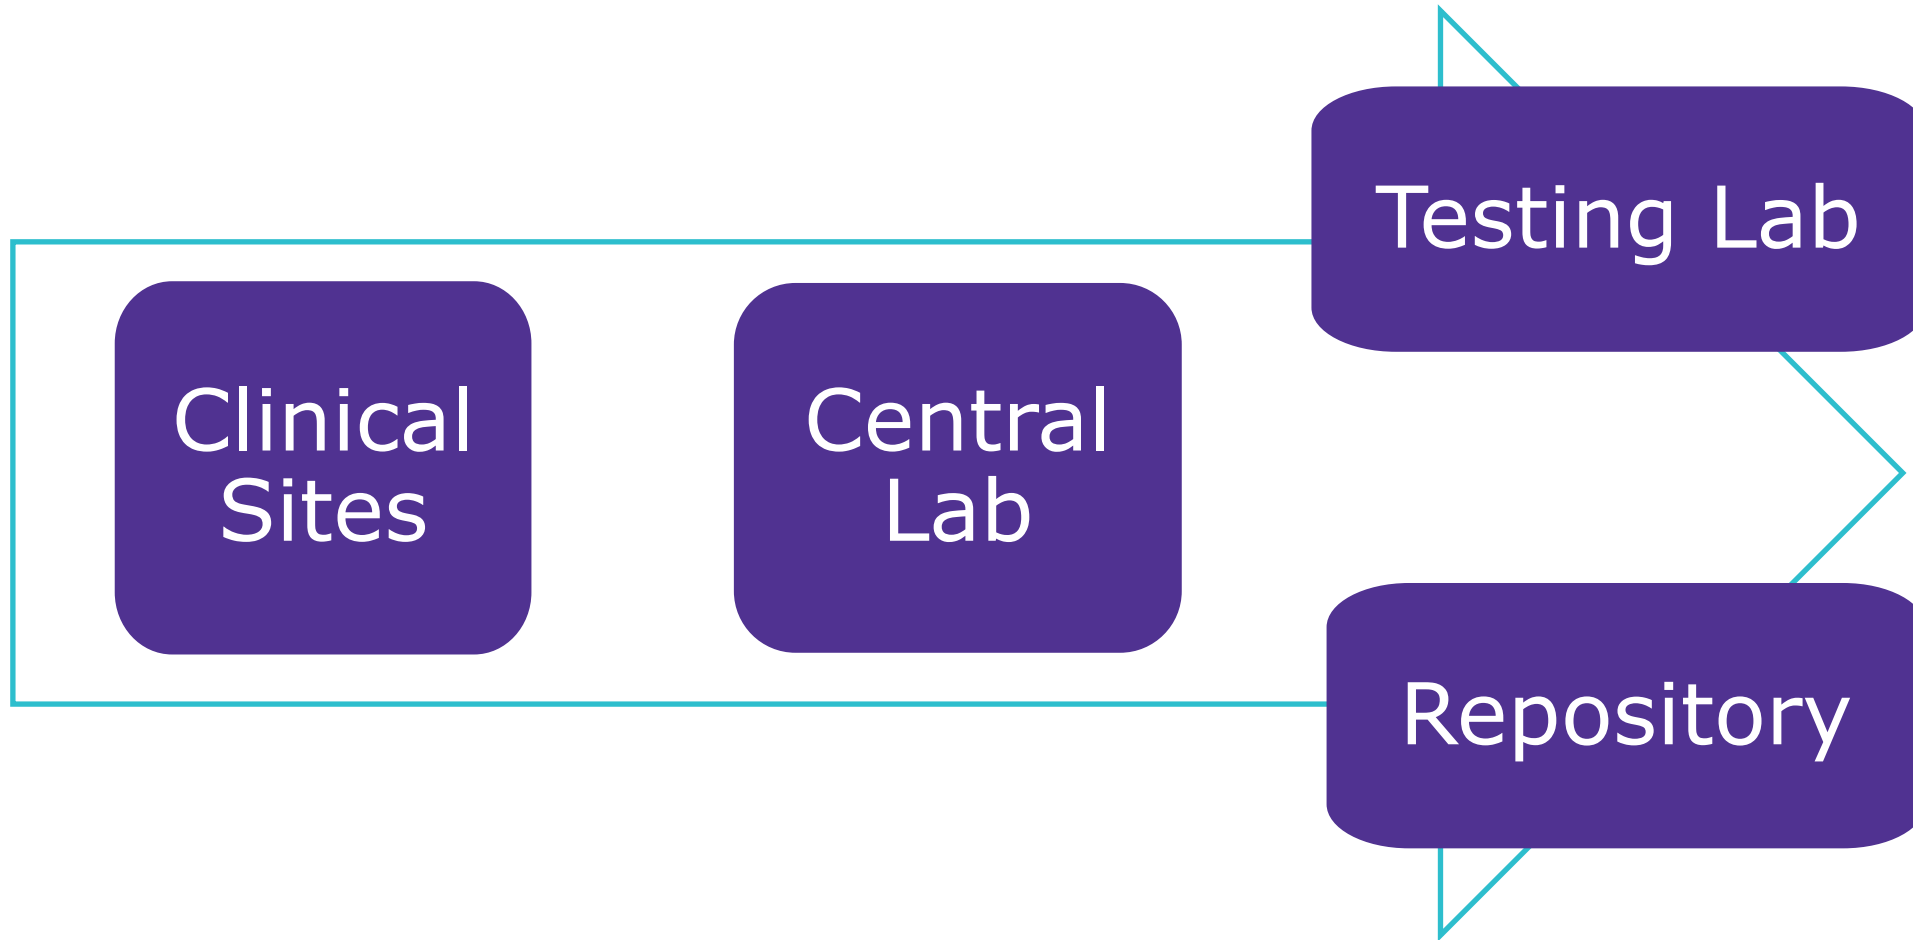 Clinical
Sites
Central
Lab
Testing Lab
Repository